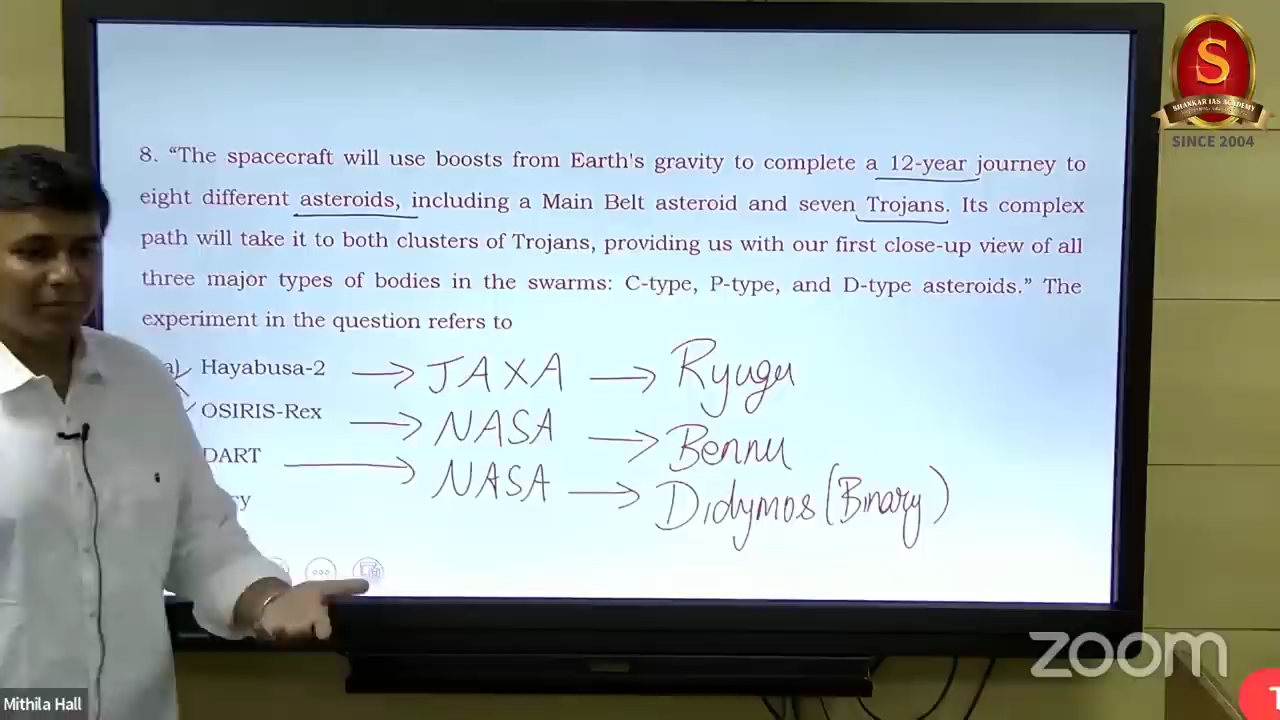 S
SHANKAR IAS ACADEMY
SINCE 2004
8. “The spacecraft will use boosts from Earth's gravity to complete a 12-year journey to
eight different asteroids, including a Main Belt asteroid and seven Trojans. Its complex
path will take it to both clusters of Trojans, providing us with our first close-up view of all
three major types of bodies in the swarms: C-type, P-type, and D-type asteroids.” The
experiment in the question refers to
a) Hayabusa-2 → JAXA → Ryugu
OSIRIS-Rex → NASA → Bennu
DART → NASA → Didymos (Binary)
cy
zoom
Mithila Hall